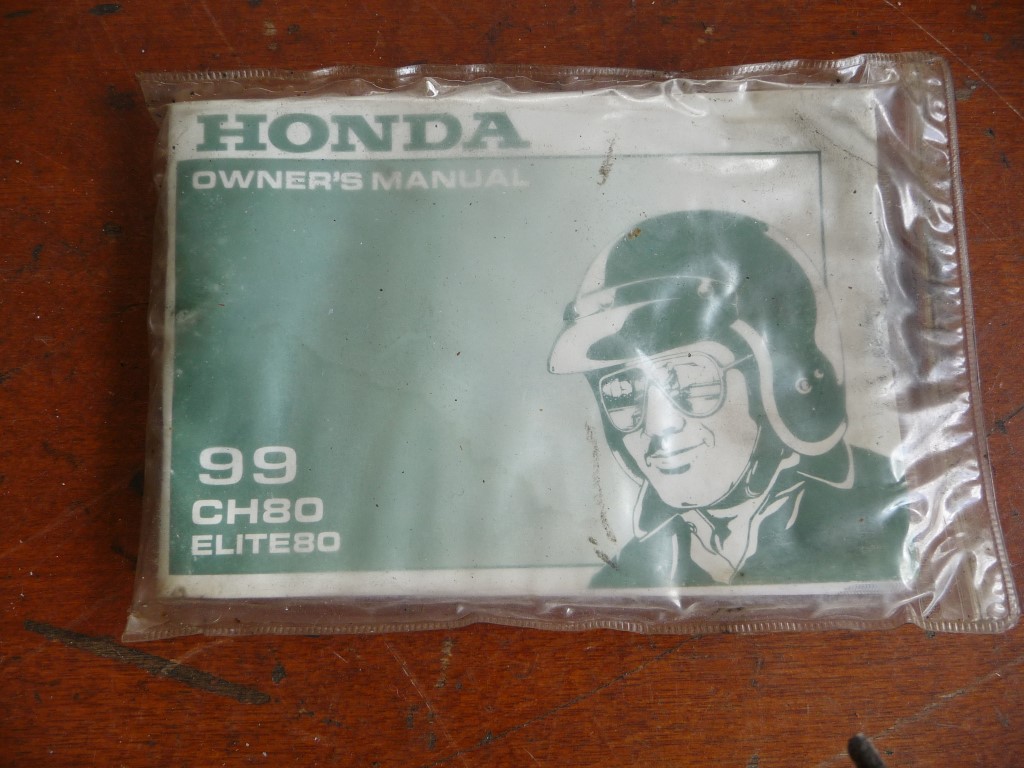 HONDA
OWNER'S MANUAL
99
CH80
ELITE80